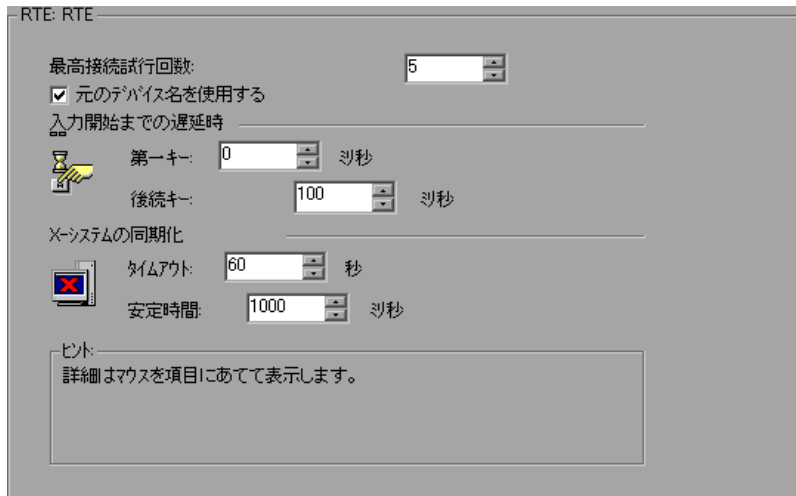 RTE: RTE
最高接続試行回数: 5
元のデバイス名を使用する
入力開始までの遅延時
第一キー: 0 ミリ秒
後続キー: 100 ミリ秒
X-システムの同期化
タイムアウト: 60 秒
安定時間: 1000 ミリ秒
ヒント:
詳細はマウスを項目にあてて表示します。